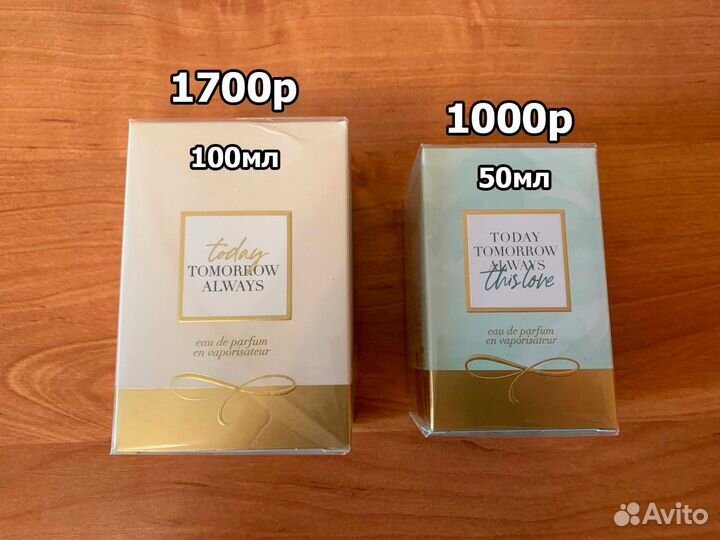 1700р
100мл
today
TOMORROW
ALWAYS
eau de parfum
en vaporisateur
1000р
50мл
TODAY
TOMORROW
ALWAYS
this love
eau de parfum
en vaporisateur
Avito